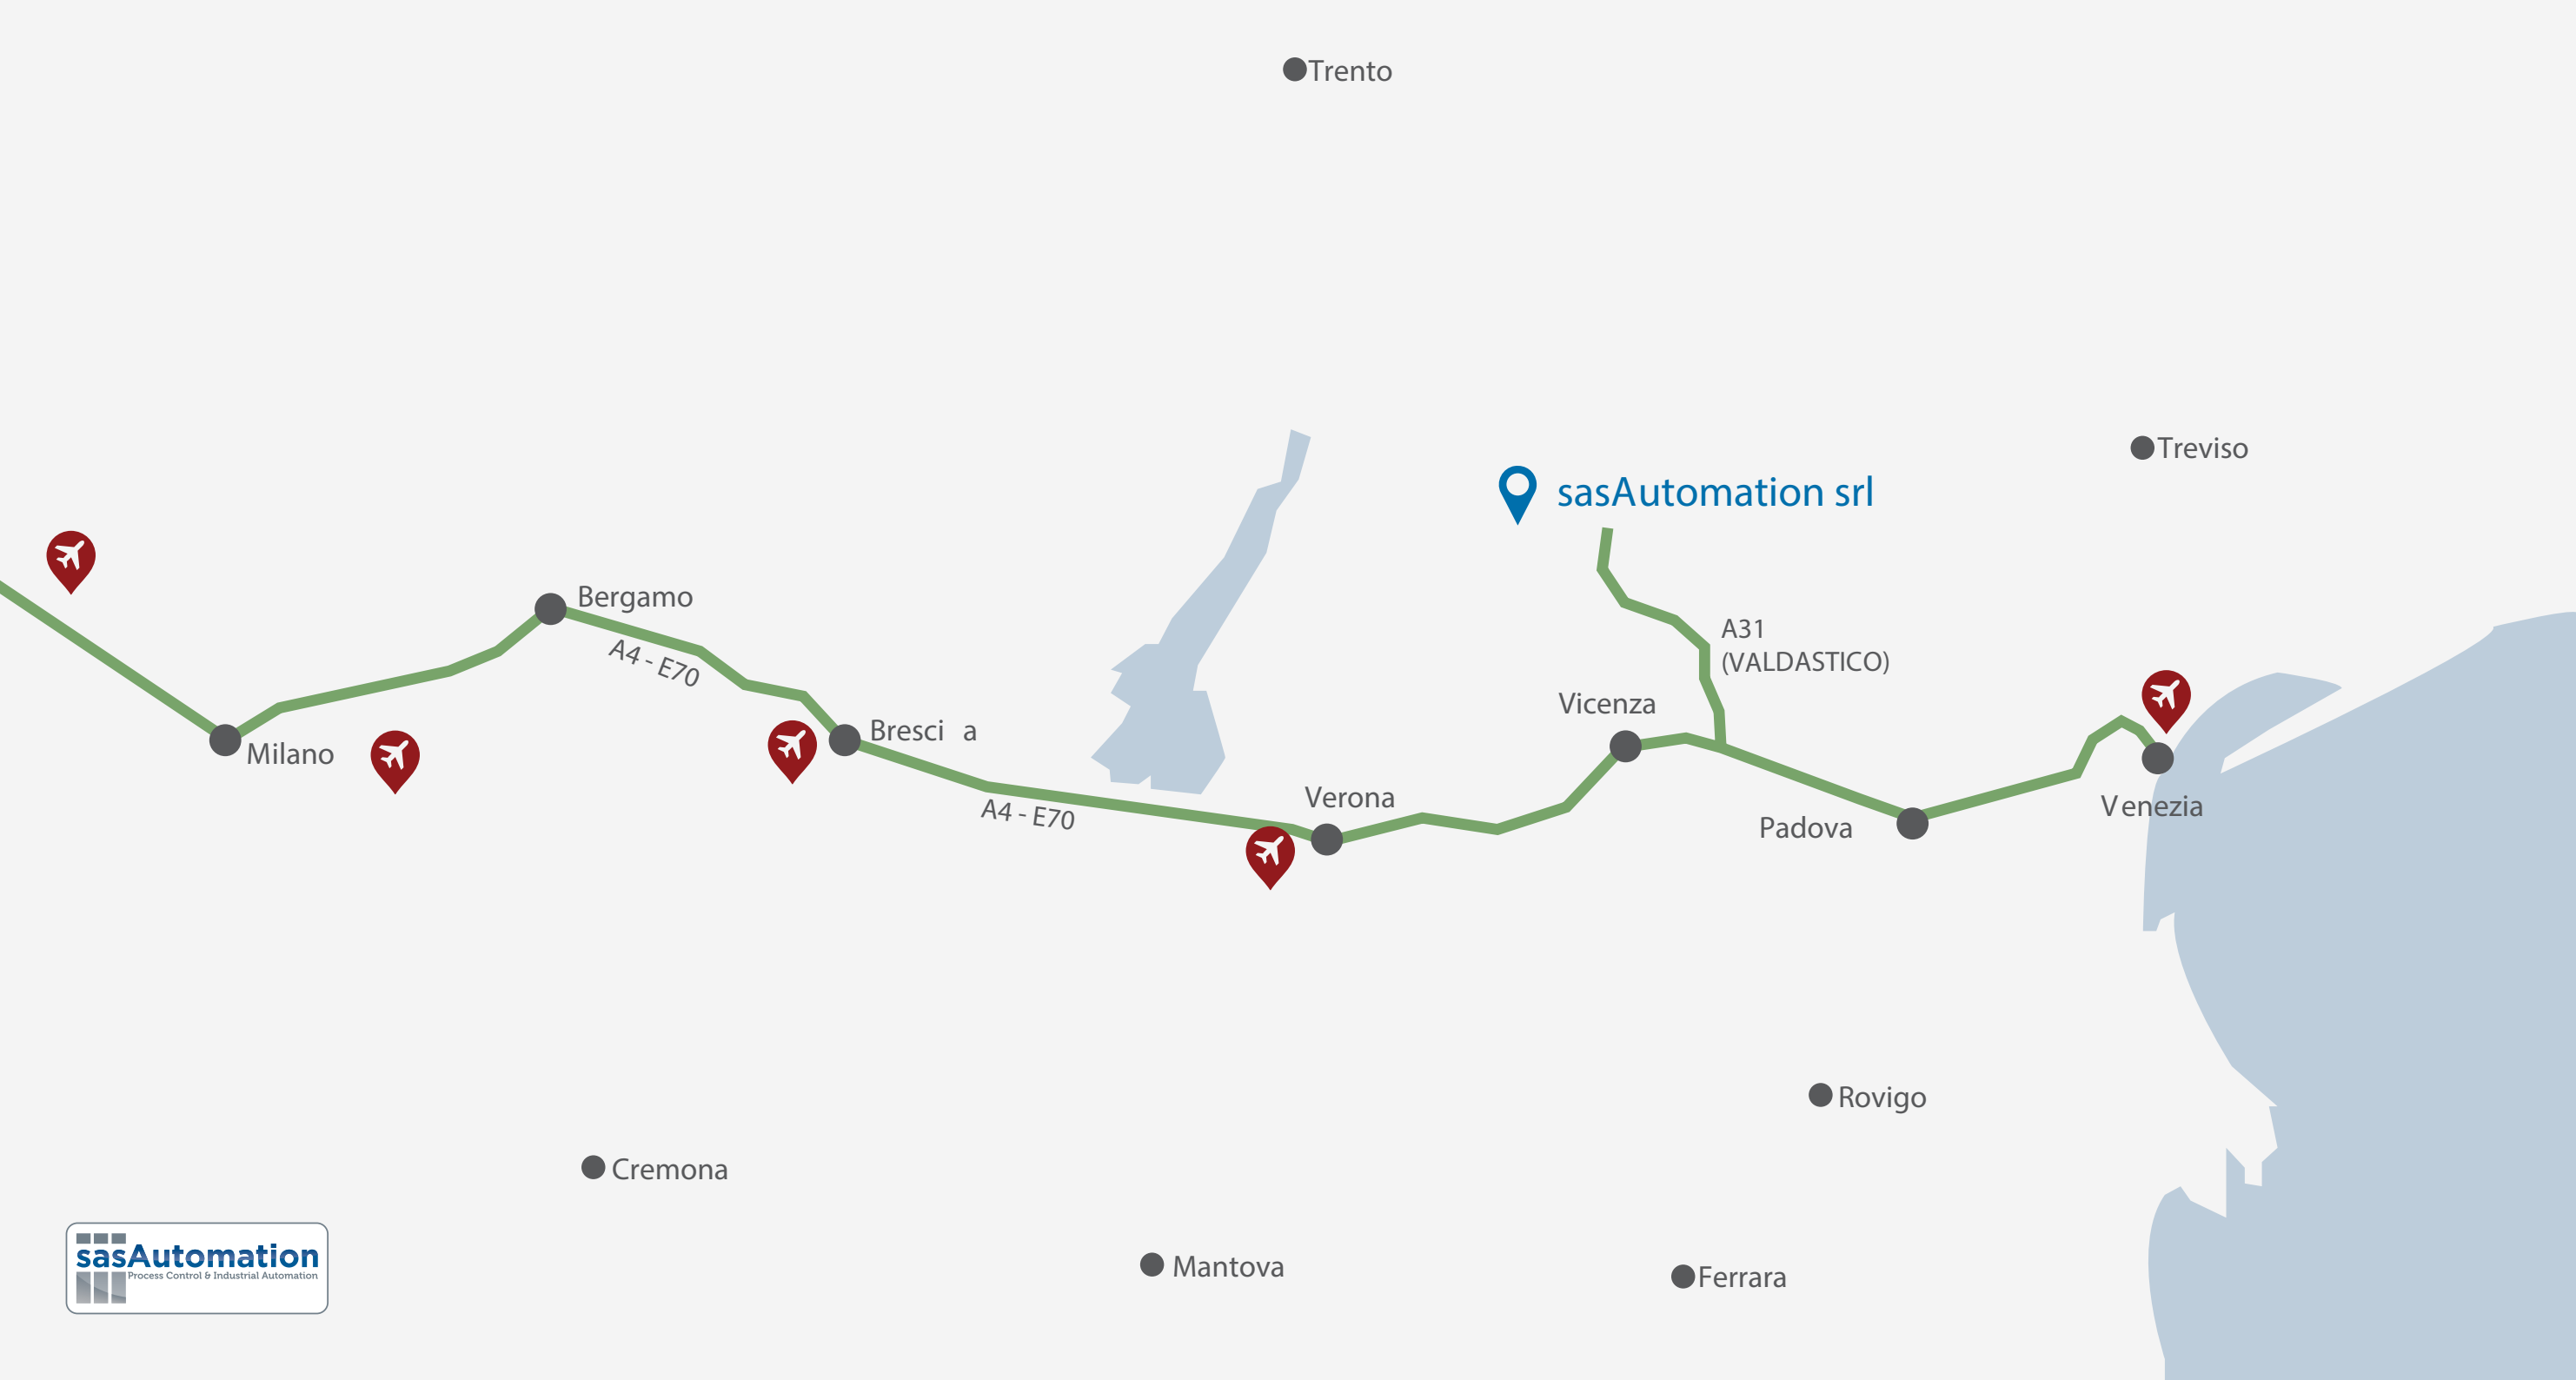 Trento
Treviso
sasAutomation srl
Bergamo
A4 - E70
A31
(VALDASTICO)
Vicenza
Bresci a
Milano
Verona
A4 - E70
Venezia
Padova
Rovigo
Cremona
Mantova
Ferrara
sasAutomation
Process Control & Industrial Automation